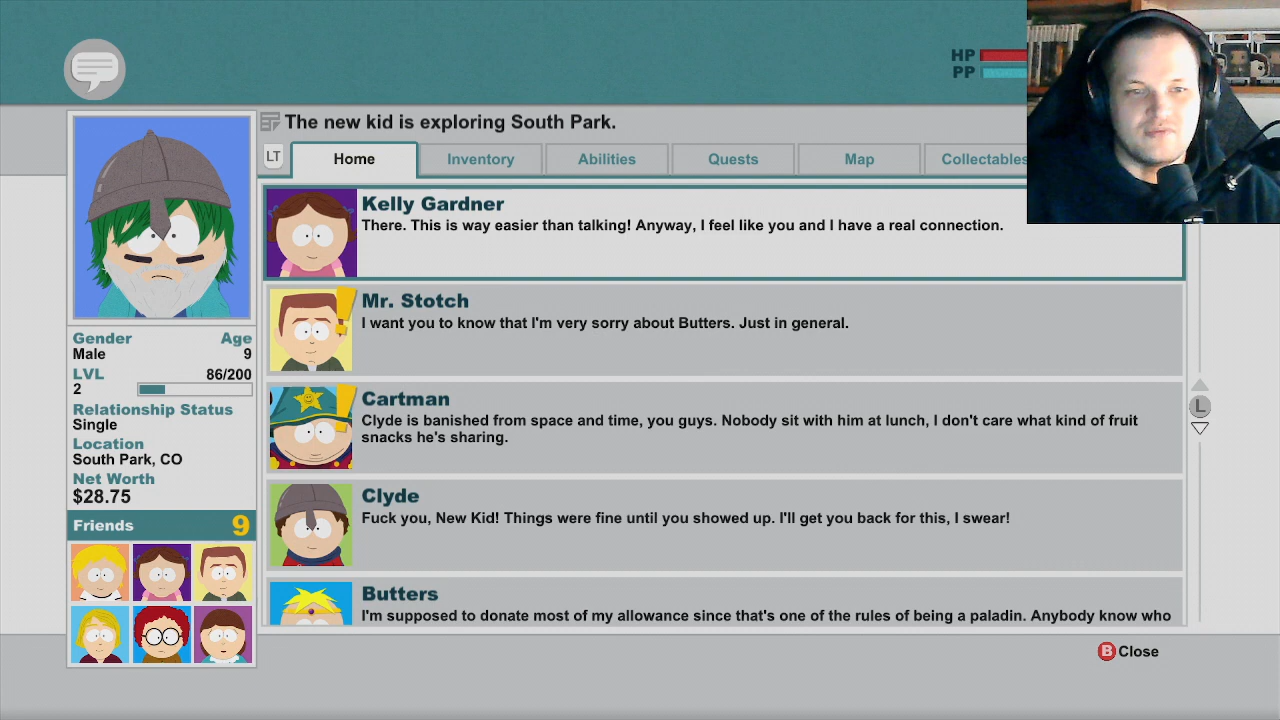 HP
PP
The new kid is exploring South Park.
LT
Home
Inventory
Abilities
Quests
Map
Collectables
Kelly Gardner
There. This is way easier than talking! Anyway, I feel like you and I have a real connection.
Mr. Stotch
I want you to know that I'm very sorry about Butters. Just in general.
Cartman
Clyde is banished from space and time, you guys. Nobody sit with him at lunch, I don't care what kind of fruit
snacks he's sharing.
Clyde
Fuck you, New Kid! Things were fine until you showed up. I'll get you back for this, I swear!
Butters
I'm supposed to donate most of my allowance since that's one of the rules of being a paladin. Anybody know who
Gender Age
Male 9
LVL 86/200
2
Relationship Status
Single
Location
South Park, CO
Net Worth
$28.75
Friends 9
L
B Close